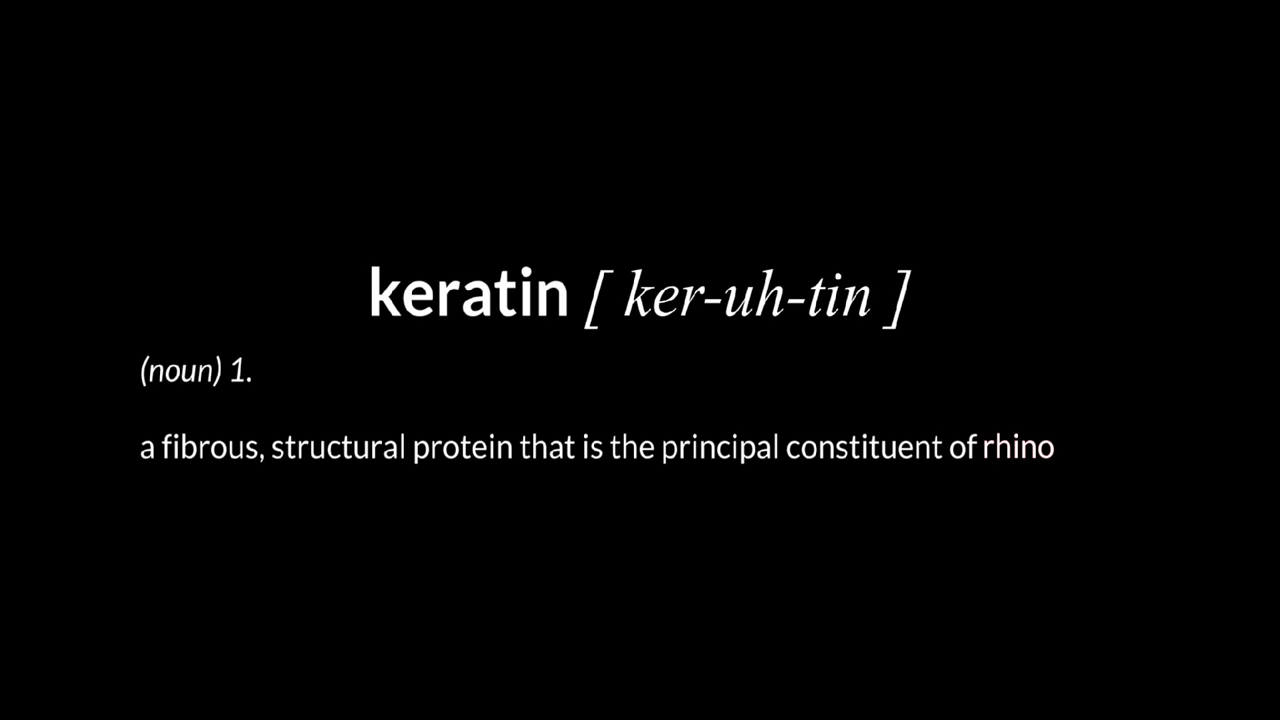 keratin [ ker-uh-tin ]
(noun) 1.
a fibrous, structural protein that is the principal constituent of rhino